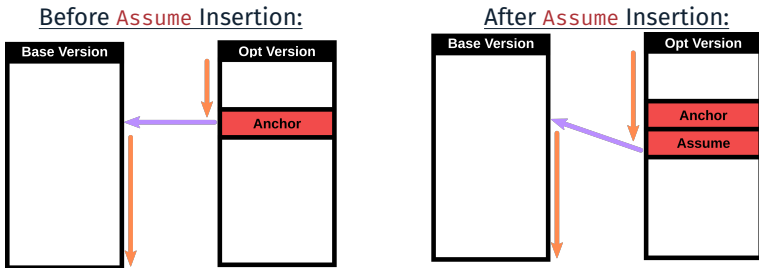 Before Assume Insertion:
Base Version
Opt Version
Anchor
After Assume Insertion:
Base Version
Opt Version
Anchor
Assume